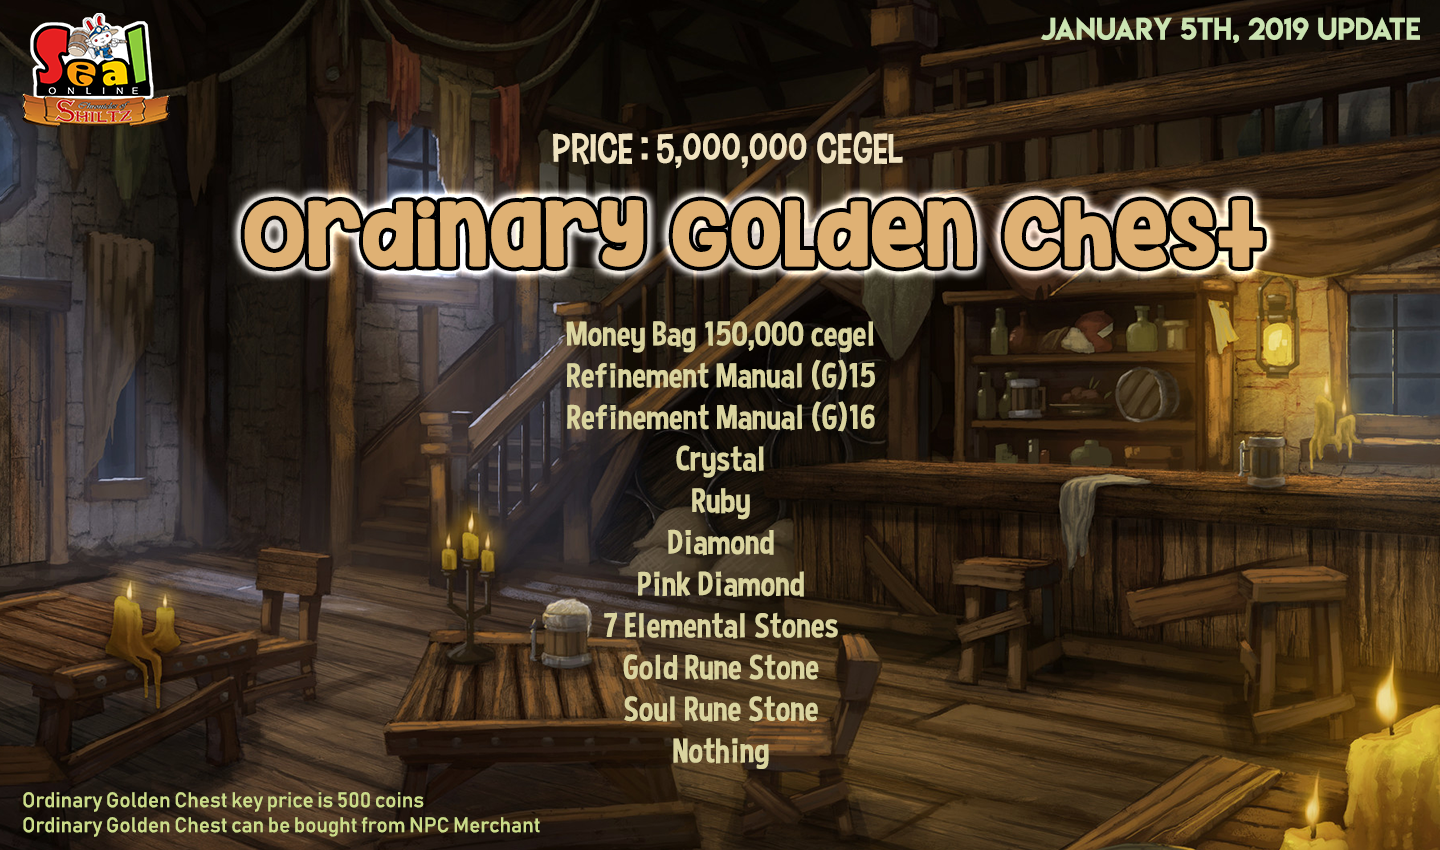 Seal
ONLINE
Chronicles of
SHILTZ
JANUARY 5TH, 2019 UPDATE
PRICE : 5,000,000 CEGEL
Ordinary Golden Chest
Money Bag 150,000 cegel
Refinement Manual (G)15
Refinement Manual (G)16
Crystal
Ruby
Diamond
Pink Diamond
7 Elemental Stones
Gold Rune Stone
Soul Rune Stone
Nothing
Ordinary Golden Chest key price is 500 coins
Ordinary Golden Chest can be bought from NPC Merchant